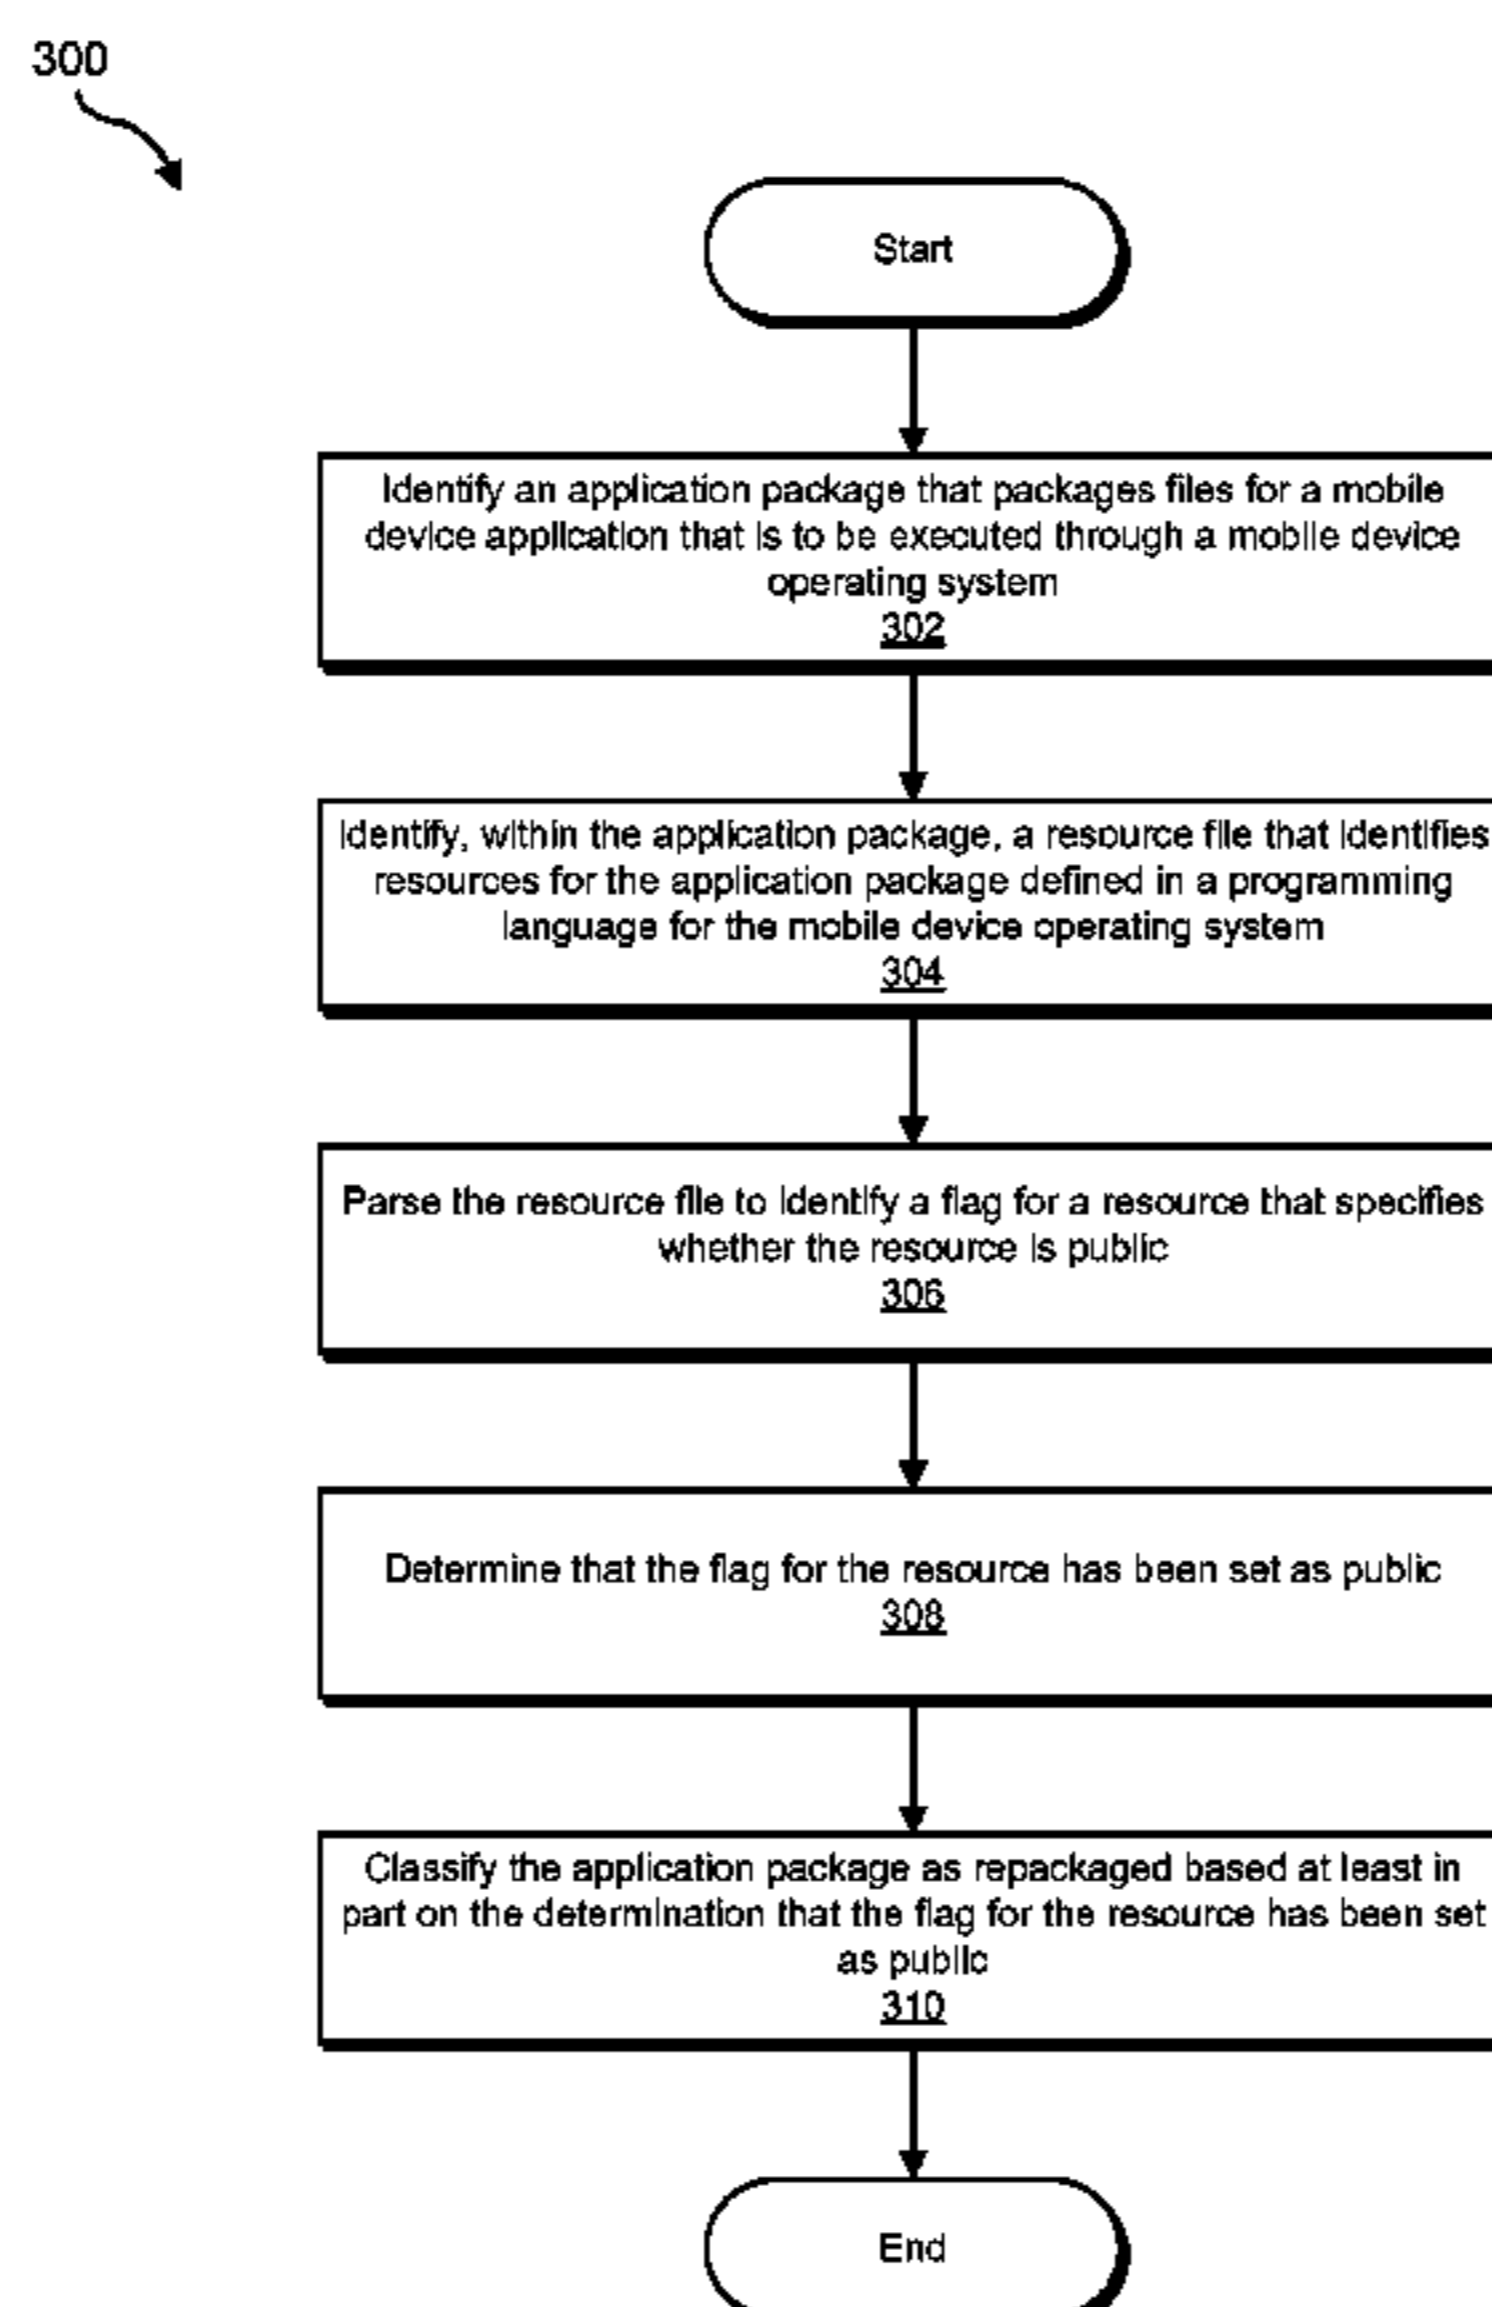 300
Start
Identify an application package that packages files for a mobile
device application that is to be executed through a mobile device
operating system
302
Identify, within the application package, a resource file that identifies
resources for the application package defined in a programming
language for the mobile device operating system
304
Parse the resource file to identify a flag for a resource that specifies
whether the resource is public
306
Determine that the flag for the resource has been set as public
308
Classify the application package as repackaged based at least in
part on the determination that the flag for the resource has been set
as public
310
End